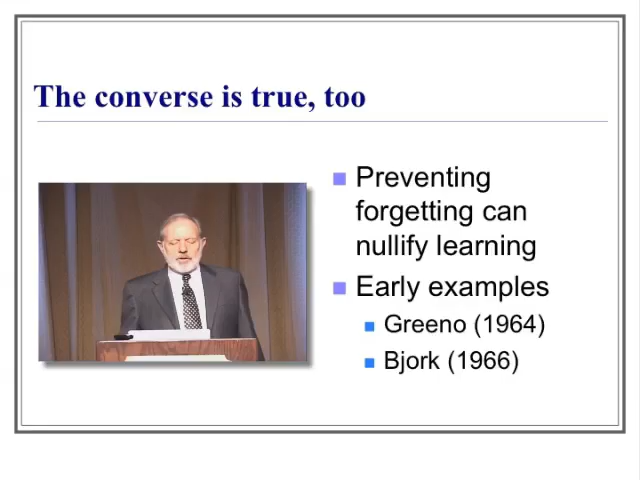 The converse is true, too
Preventing
forgetting can
nullify learning
Early examples
Greeno (1964)
Bjork (1966)